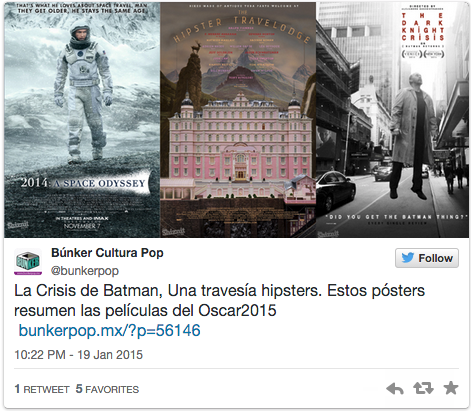 "THAT'S WHAT HE LOVES ABOUT SPACE TRAVEL, MAN
THEY GET OLDER, HE STAYS THE SAME AGE."
2014: A SPACE ODYSSEY
IN THEATERS AND IMAX
NOVEMBER 7
THE
HIPSTER TRAVELODGE
THE
DARK
KNIGHT
CRISIS
(BATMAN RETURNS)
"DID YOU GET THE BATMAN THING?"
Búnker Cultura Pop
@bunkerpop
Follow
La Crisis de Batman, Una travesía hipsters. Estos pósters
resumen las películas del Oscar2015
bunkerpop.mx/?p=56146
10:22 PM - 19 Jan 2015
1 RETWEET 5 FAVORITES